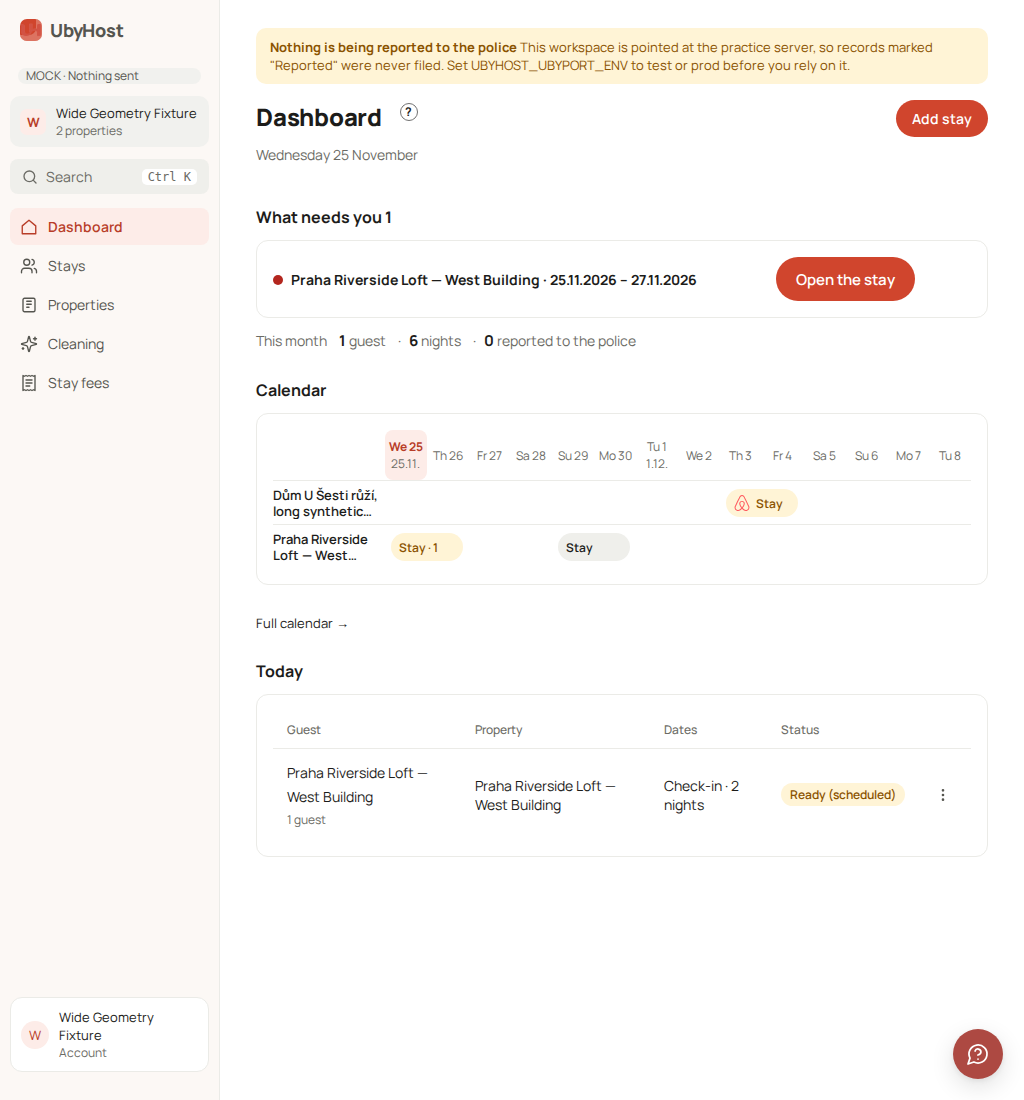 UbyHost
MOCK · Nothing sent
W
Wide Geometry Fixture
2 properties
Search
Ctrl K
Dashboard
Stays
Properties
Cleaning
Stay fees
W
Wide Geometry
Fixture
Account
Nothing is being reported to the police This workspace is pointed at the practice server, so records marked
"Reported" were never filed. Set UBYHOST_UBYPORT_ENV to test or prod before you rely on it.
Dashboard
?
Add stay
Wednesday 25 November
What needs you 1
Praha Riverside Loft — West Building · 25.11.2026 – 27.11.2026
Open the stay
This month 1 guest · 6 nights · 0 reported to the police
Calendar
We 25
25.11.
Th 26
Fr 27
Sa 28
Su 29
Mo 30
Tu 1
1.12.
We 2
Th 3
Fr 4
Sa 5
Su 6
Mo 7
Tu 8
Dům U Šesti růží,
long synthetic…
Stay
Praha Riverside
Loft — West…
Stay · 1
Stay
Full calendar →
Today
Guest
Property
Dates
Status
Praha Riverside Loft —
West Building
1 guest
Praha Riverside Loft —
West Building
Check-in · 2
nights
Ready (scheduled)